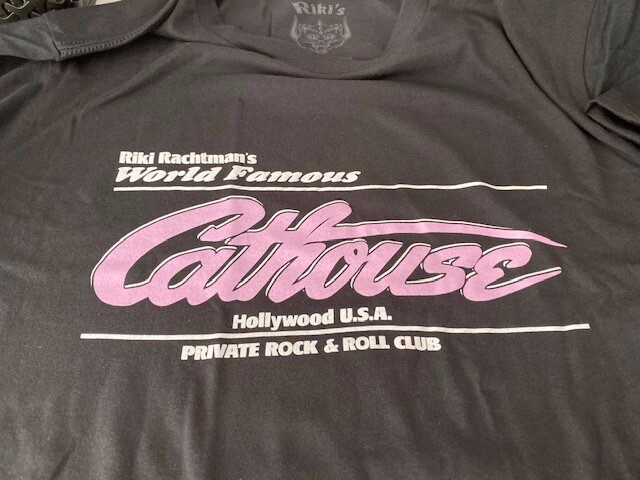 Riki's
Riki Rachtman's
World Famous
Cathouse
Hollywood U.S.A.
PRIVATE ROCK & ROLL CLUB